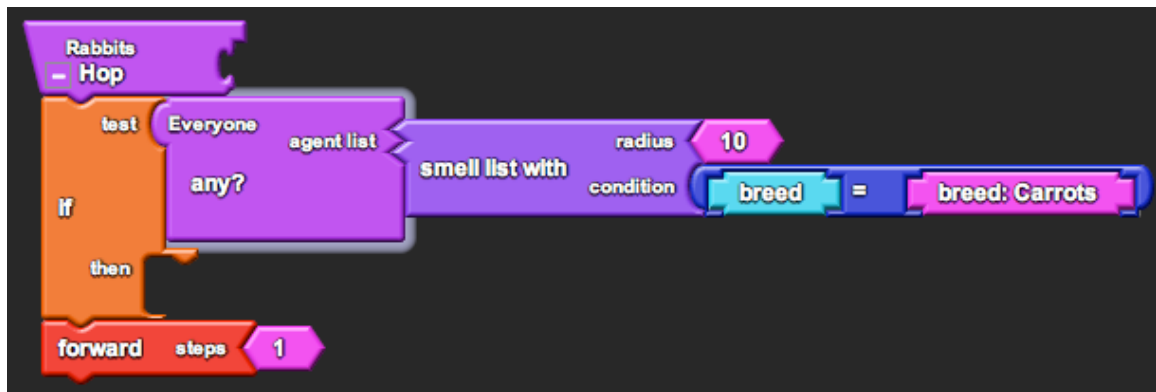 Rabbits
Hop
test Everyone
agent list
radius 10
smell list with
condition breed = breed: Carrots
any?
if
then
forward steps 1